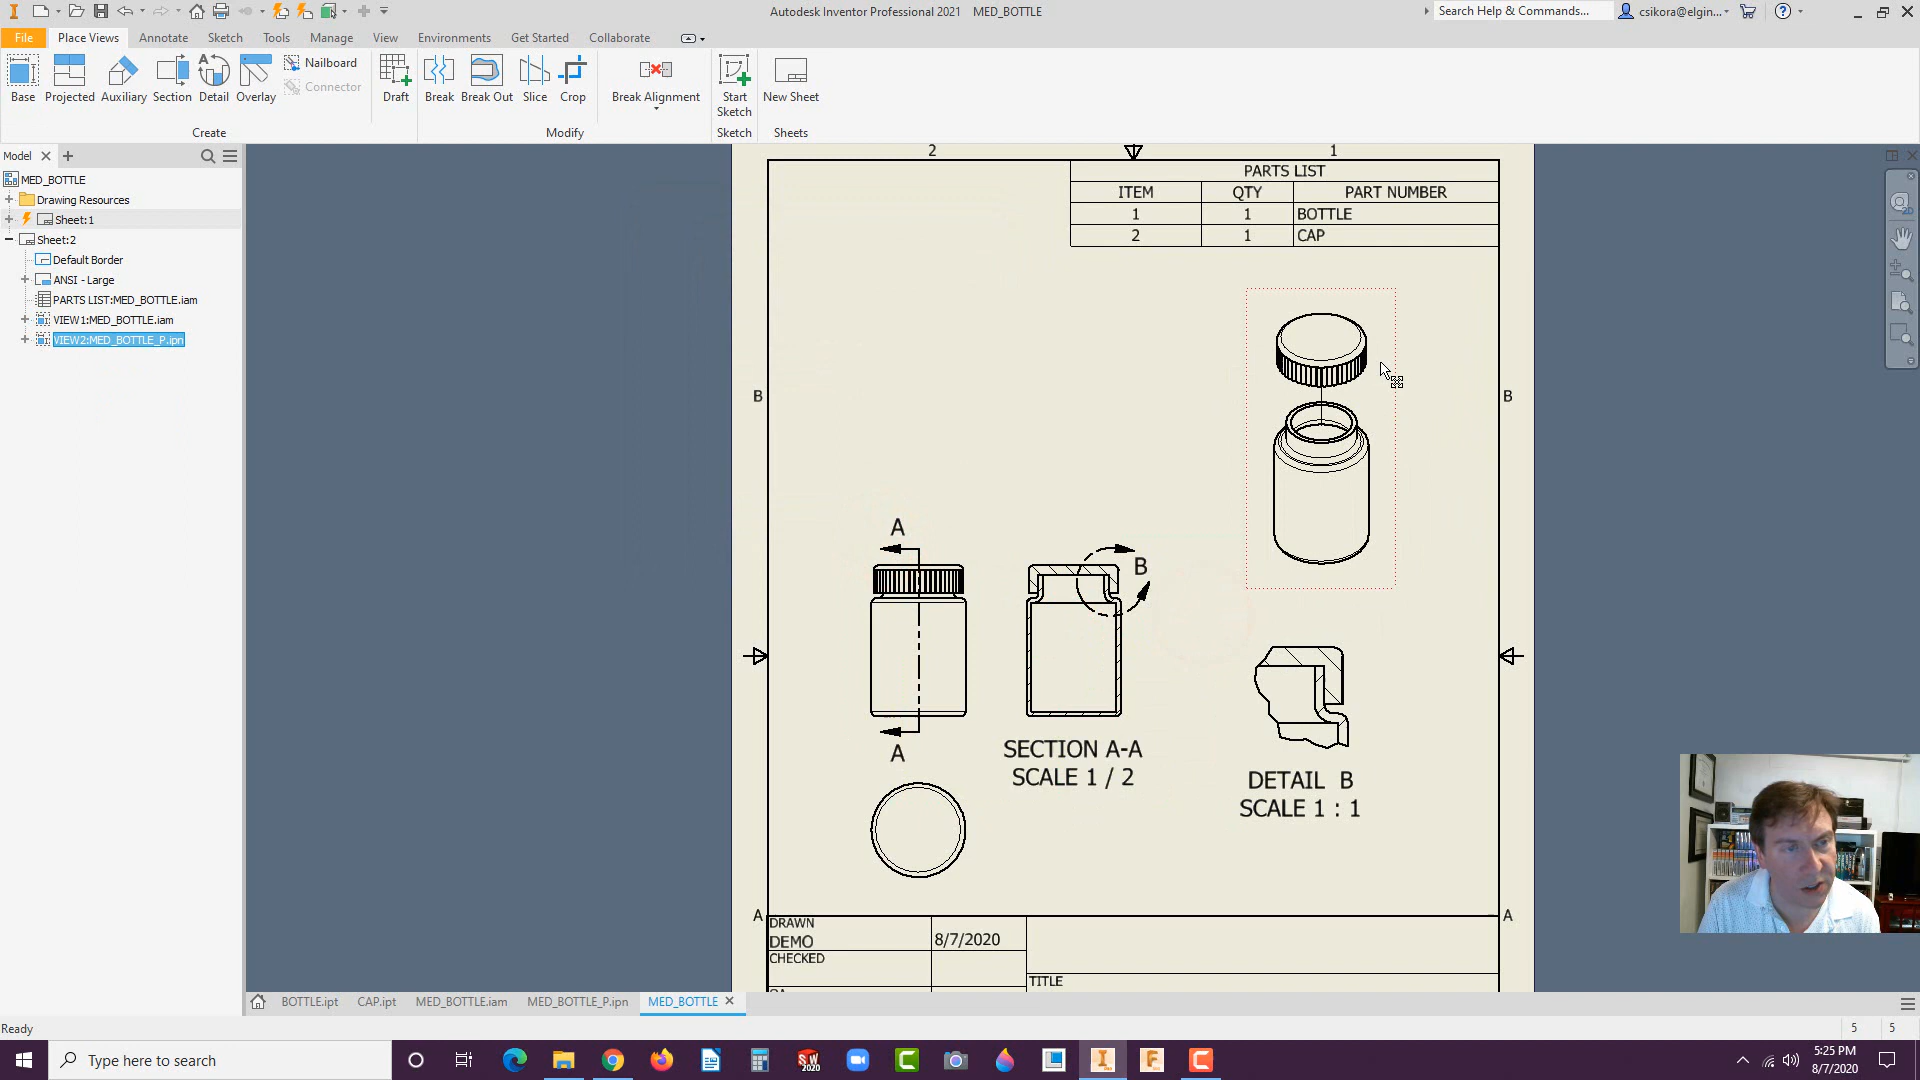 Autodesk Inventor Professional 2021 MED_BOTTLE
Search Help & Commands...
csikora@elgin...
File
Place Views
Annotate
Sketch
Tools
Manage
View
Environments
Get Started
Collaborate
Base
Projected
Auxiliary
Section
Detail
Overlay
Nailboard
Connector
Draft
Break
Break Out
Slice
Crop
Break Alignment
Start
Sketch
New Sheet
Create
Modify
Sketch
Sheets
Model
MED_BOTTLE
Drawing Resources
Sheet:1
Sheet:2
Default Border
ANSI - Large
PARTS LIST:MED_BOTTLE.iam
VIEW1:MED_BOTTLE.iam
VIEW2:MED_BOTTLE_P.ipn
2
1
PARTS LIST
ITEM QTY PART NUMBER
1 1 BOTTLE
2 1 CAP
B
B
A
B
A
SECTION A-A
SCALE 1 / 2
DETAIL B
SCALE 1 : 1
A
A
DRAWN
DEMO
8/7/2020
CHECKED
TITLE
BOTTLE.ipt
CAP.ipt
MED_BOTTLE.iam
MED_BOTTLE_P.ipn
MED_BOTTLE
Ready
5 5
Type here to search
SW
2020
5:25 PM
8/7/2020